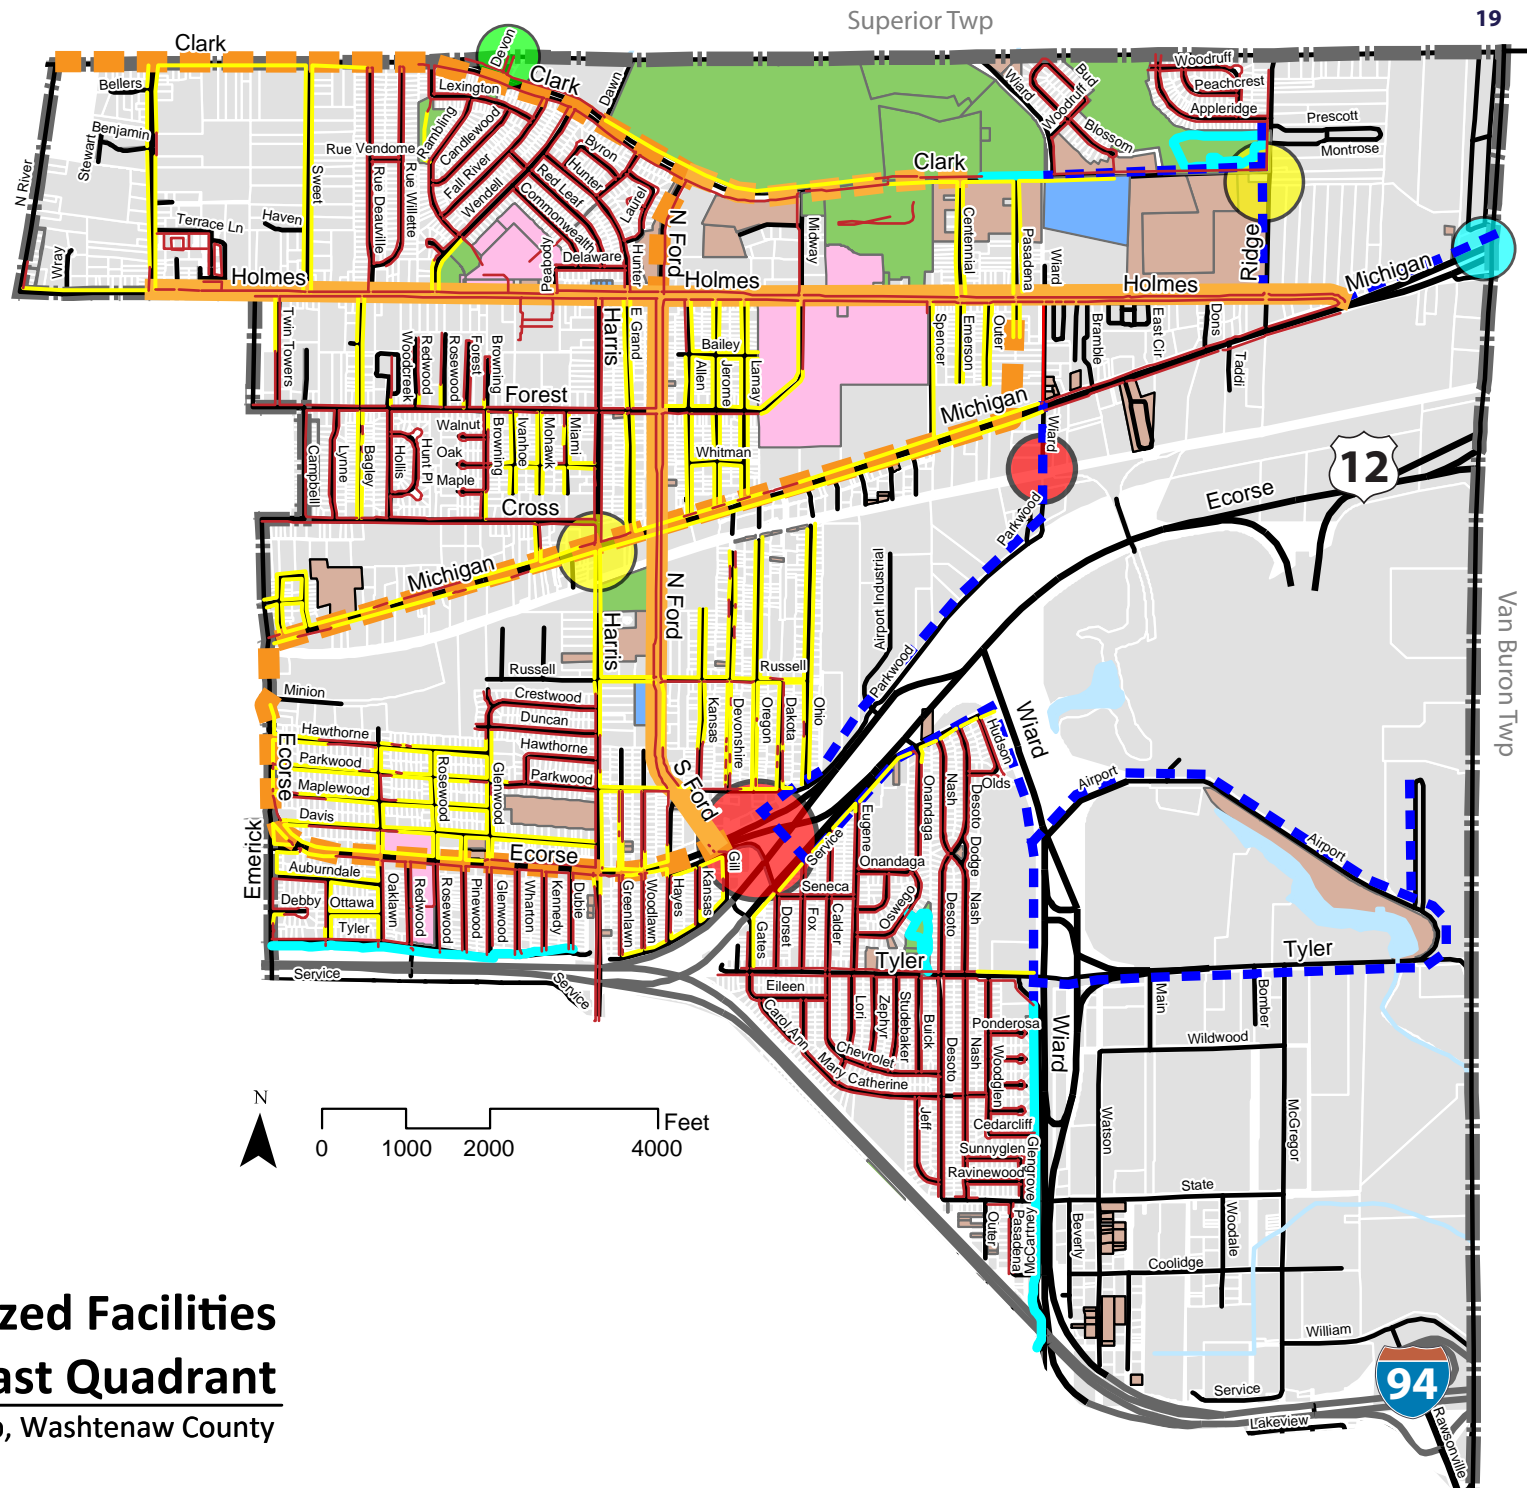 Superior Twp
19
Clark
Devon
Clark
Dawn
Bellers
Lexington
Rambling
Candlewood
Benjamin
Stewart
N River
Rue Vendome
Rue Deauville
Rue Willette
Sweet
Fall River
Wendell
Byron
Hunter
Red Leaf
Commonwealth
Laurel
Delaware
Hunter
Peabody
Terrace Ln
Haven
Wray
Holmes
N Ford
Holmes
Midway
Clark
Wiard
Bud
Woodruff
Blossom
Woodruff
Peachcrest
Appleridge
Prescott
Montrose
Centennial
Pasadena
Wiard
Holmes
Ridge
Michigan
Twin Towers
Woodcreek
Redwood
Rosewood
Forest
Browning
Harris
E Grand
Bailey
Allen
Jerome
Lamay
Spencer
Emerson
Outer
Bramble
East Cir
Dons
Taddi
Forest
Michigan
Campbell
Lynne
Bagley
Hollis
Hunt Pl
Walnut
Oak
Maple
Browning
Ivanhoe
Mohawk
Miami
Whitman
Wiard
12
Ecorse
Cross
Parkwood
Michigan
Harris
N Ford
Airport Industrial
Russell
Russell
Parkwood
Minion
Crestwood
Duncan
Kansas
Devonshire
Oregon
Dakota
Ohio
Hawthorne
Hawthorne
Parkwood
Parkwood
Maplewood
Rosewood
Glenwood
Davis
Ecorse
S Ford
Wiard
Hudson
Olds
Airport
Airport
Van Buron Twp
Emerick
Ecorse
Gill
Service
Eugene
Onandaga
Nash
Desoto
Dodge
Auburndale
Debby
Ottawa
Tyler
Oaklawn
Redwood
Rosewood
Pinewood
Glenwood
Wharton
Kennedy
Dubie
Greenlawn
Woodlawn
Hayes
Kansas
Onandaga
Seneca
Oswego
Gates
Dorset
Fox
Calder
Desoto
Nash
Tyler
Tyler
Service
Service
Eileen
Carol Ann
Lori
Zephyr
Studebaker
Buick
Desoto
Nash
Chevrolet
Mary Catherine
Ponderosa
Woodglen
Wiard
Main
Bomber
Wildwood
Jeff
Cedarcliff
Sunnyglen
Ravinewood
Glengrove
Watson
McGregor
State
Outer
Pasadena
McCartney
Beverly
Woodale
Coolidge
William
Service
Lakeview
94
Rawsonville
N
Feet
0 1000 2000 4000
zed Facilities
ast Quadrant
, Washtenaw County